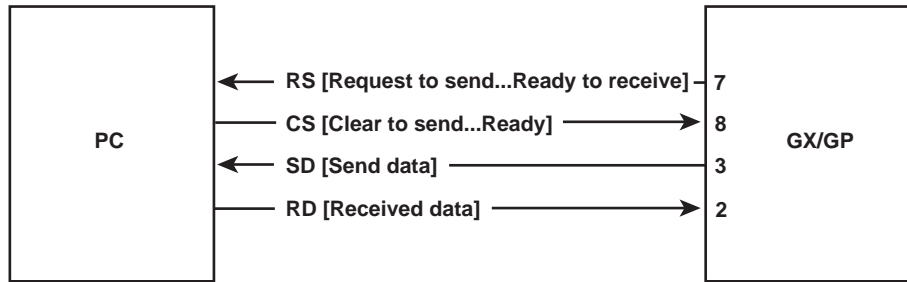 RS [Request to send...Ready to receive] 7
CS [Clear to send...Ready] 8
PC
GX/GP
SD [Send data] 3
RD [Received data] 2